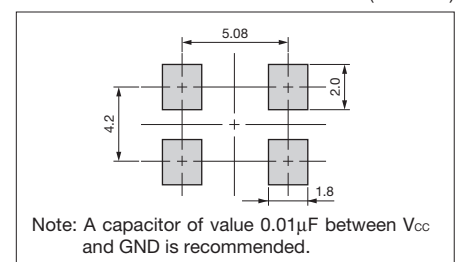 5.08
2.0
4.2
1.8
Note: A capacitor of value 0.01µF between Vcc
and GND is recommended.